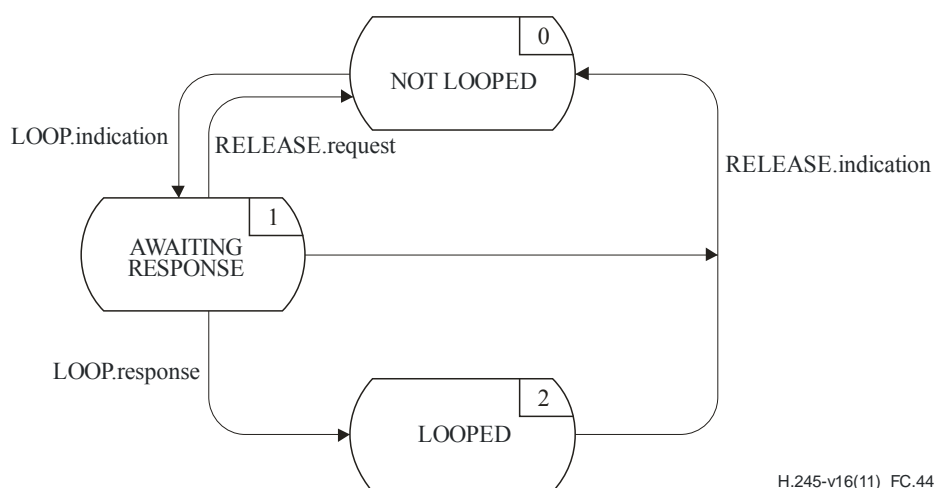 0
NOT LOOPED
LOOP.indication
RELEASE.request
RELEASE.indication
1
AWAITING
RESPONSE
LOOP.response
2
LOOPED
H.245-v16(11)_FC.44